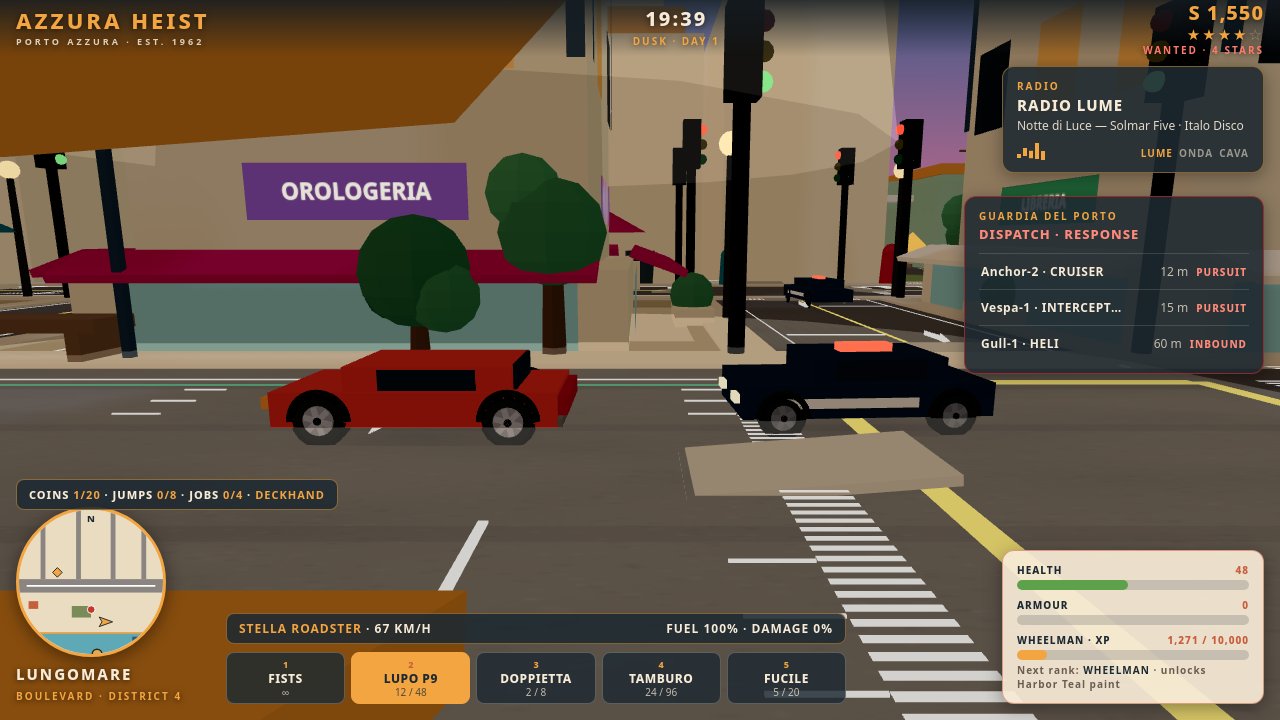 AZZURA HEIST
PORTO AZZURA · EST. 1962
19:39
DUSK · DAY 1
$ 1,550
★★★★☆
WANTED · 4 STARS
RADIO
RADIO LUME
Notte di Luce — Solmar Five · Italo Disco
LUME ONDA CAVA
OROLOGERIA
LIBRERIA
GUARDIA DEL PORTO
DISPATCH · RESPONSE
Anchor-2 · CRUISER 12 m PURSUIT
Vespa-1 · INTERCEPT… 15 m PURSUIT
Gull-1 · HELI 60 m INBOUND
COINS 1/20 · JUMPS 0/8 · JOBS 0/4 · DECKHAND
N
LUNGOMARE
BOULEVARD · DISTRICT 4
STELLA ROADSTER · 67 KM/H
FUEL 100% · DAMAGE 0%
1
FISTS
∞
2
LUPO P9
12 / 48
3
DOPPIETTA
2 / 8
4
TAMBURO
24 / 96
5
FUCILE
5 / 20
HEALTH 48
ARMOUR 0
WHEELMAN · XP 1,271 / 10,000
Next rank: WHEELMAN · unlocks
Harbor Teal paint